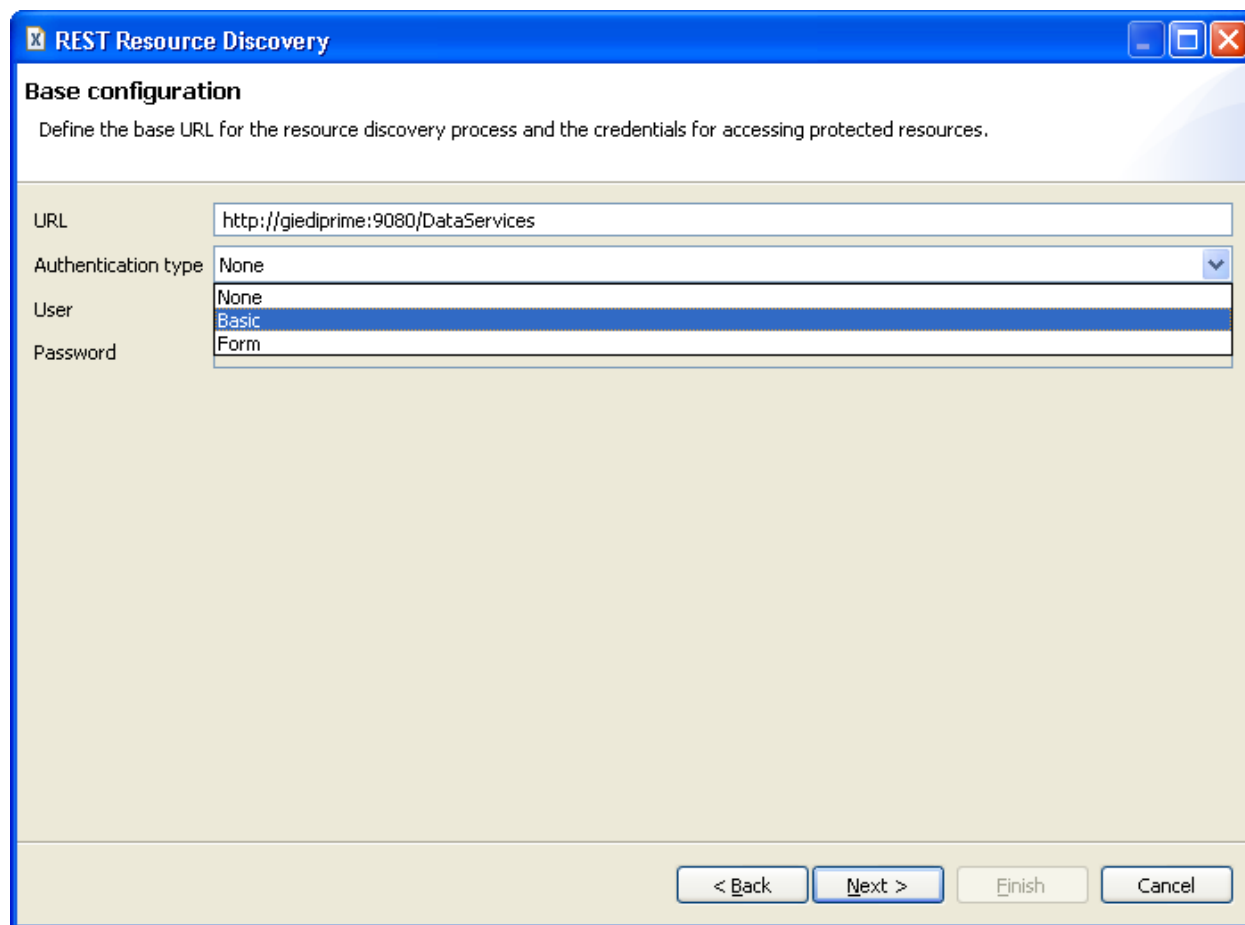 REST Resource Discovery
Base configuration
Define the base URL for the resource discovery process and the credentials for accessing protected resources.
URL http://giediprime:9080/DataServices
Authentication type None
None
User
Basic
Form
Password
< Back Next > Finish Cancel